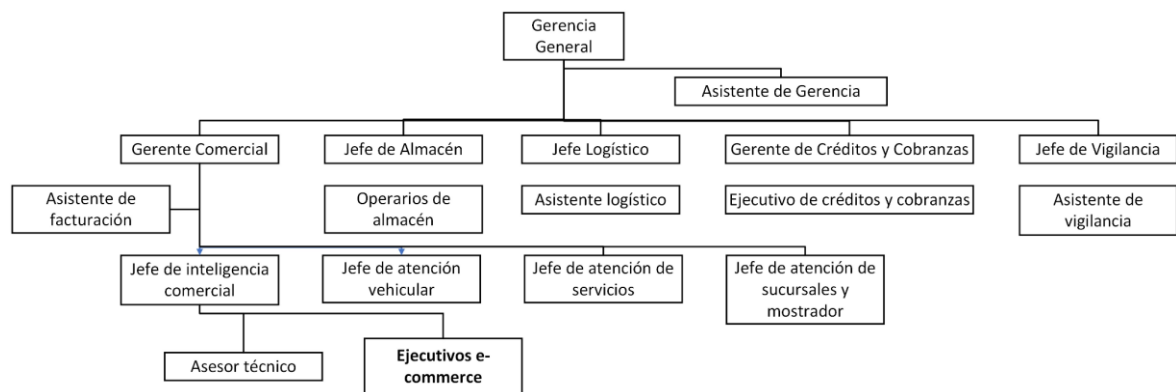 Gerencia
General
Asistente de Gerencia
Gerente Comercial
Jefe de Almacén
Jefe Logístico
Gerente de Créditos y Cobranzas
Jefe de Vigilancia
Asistente de
facturación
Operarios de
almacén
Asistente logístico
Ejecutivo de créditos y cobranzas
Asistente de
vigilancia
Jefe de inteligencia
comercial
Jefe de atención
vehicular
Jefe de atención de
servicios
Jefe de atención de
sucursales y
mostrador
Asesor técnico
Ejecutivos e-
commerce